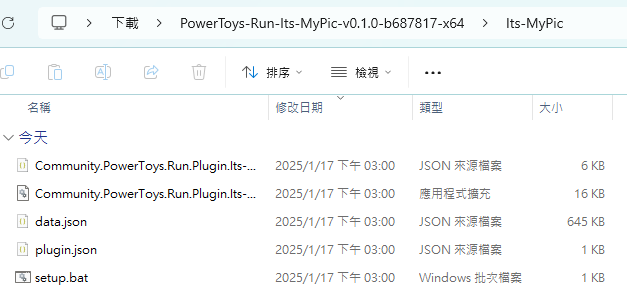 下載 > PowerToys-Run-Its-MyPic-v0.1.0-b687817-x64 > Its-MyPic
排序 檢視
名稱 修改日期 類型 大小
今天
Community.PowerToys.Run.Plugin.Its-... 2025/1/17 下午 03:00 JSON 來源檔案 6 KB
Community.PowerToys.Run.Plugin.Its-... 2025/1/17 下午 03:00 應用程式擴充 16 KB
data.json 2025/1/17 下午 03:00 JSON 來源檔案 645 KB
plugin.json 2025/1/17 下午 03:00 JSON 來源檔案 1 KB
setup.bat 2025/1/17 下午 03:00 Windows 批次檔案 1 KB